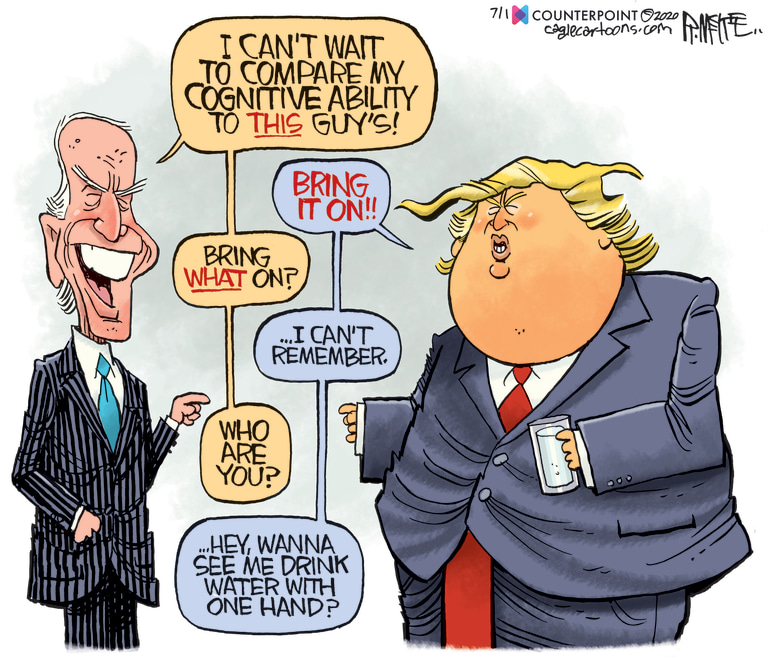 7/1 COUNTERPOINT ©2020
caglecartoons.com R.McKEE..
I CAN'T WAIT
TO COMPARE MY
COGNITIVE ABILITY
TO THIS GUY'S!
BRING
IT ON!!
BRING
WHAT ON?
...I CAN'T
REMEMBER.
WHO
ARE
YOU?
...HEY, WANNA
SEE ME DRINK
WATER WITH
ONE HAND?